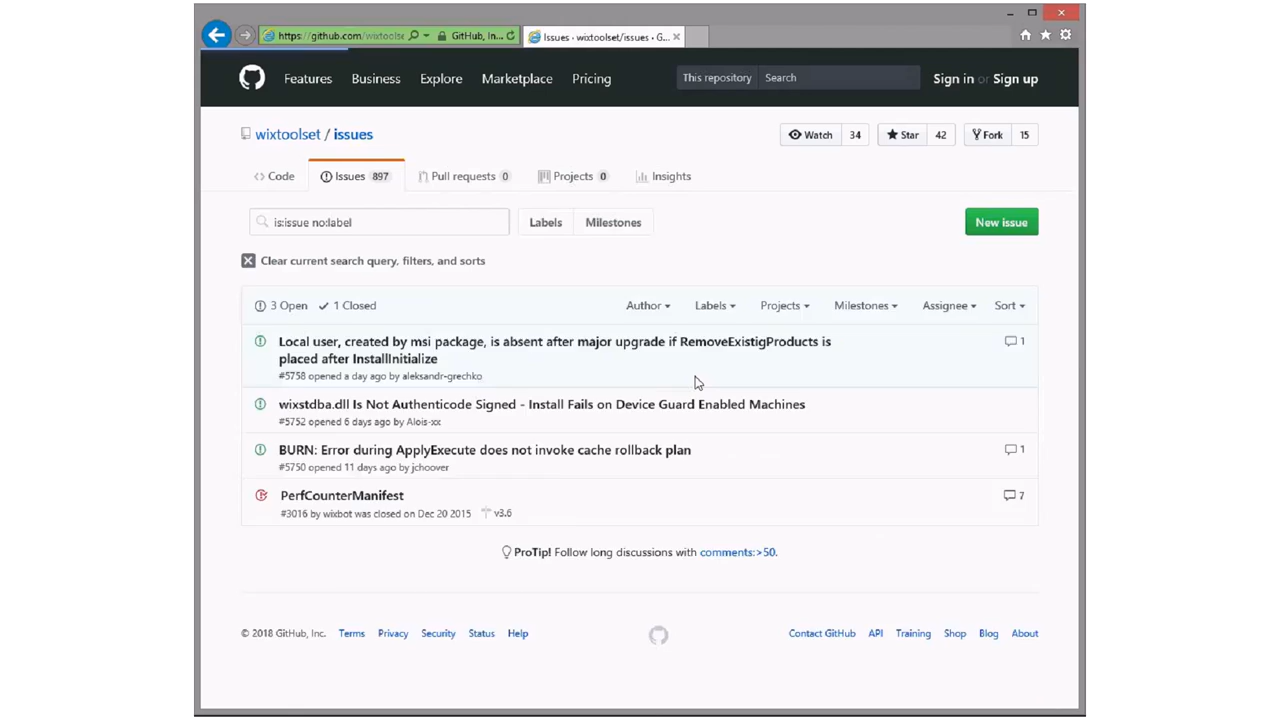 https://github.com/wixtoolse
GitHub, In...
Issues · wixtoolset/issues · G...
Features Business Explore Marketplace Pricing This repository Search Sign in or Sign up
wixtoolset / issues Watch 34 Star 42 Fork 15
Code Issues 897 Pull requests 0 Projects 0 Insights
is:issue no:label Labels Milestones New issue
Clear current search query, filters, and sorts
3 Open 1 Closed Author Labels Projects Milestones Assignee Sort
Local user, created by msi package, is absent after major upgrade if RemoveExistigProducts is 1
placed after InstallInitialize
#5758 opened a day ago by aleksandr-grechko
wixstdba.dll Is Not Authenticode Signed - Install Fails on Device Guard Enabled Machines
#5752 opened 6 days ago by Alois-xx
BURN: Error during ApplyExecute does not invoke cache rollback plan 1
#5750 opened 11 days ago by jchoover
PerfCounterManifest 7
#3016 by wixbot was closed on Dec 20 2015 v3.6
ProTip! Follow long discussions with comments:>50.
© 2018 GitHub, Inc. Terms Privacy Security Status Help Contact GitHub API Training Shop Blog About